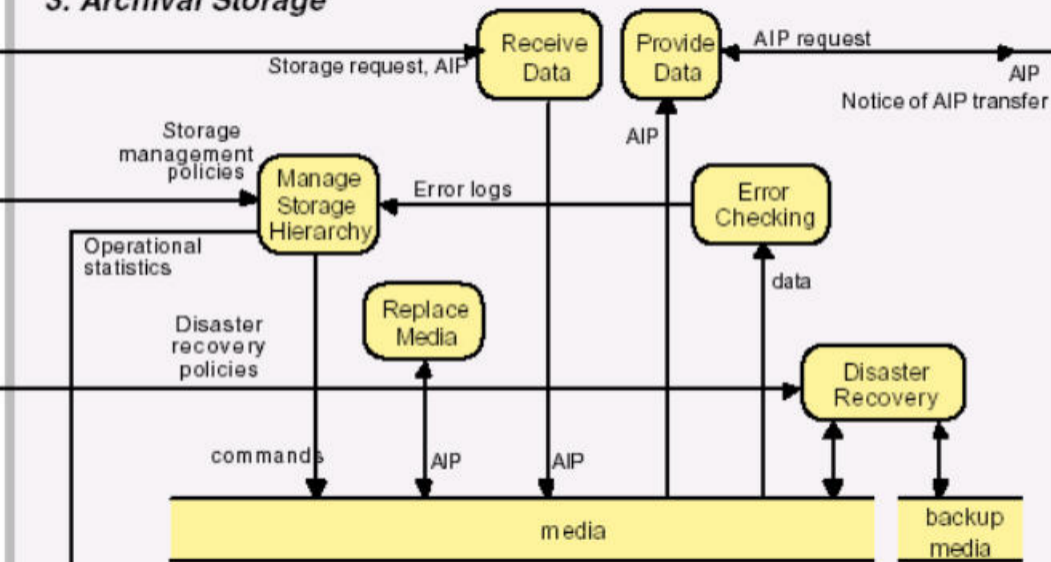 3. Archival Storage
Receive
Data
Provide
Data
AIP request
Storage request, AIP
AIP
Notice of AIP transfer
AIP
Storage
management
policies
Manage
Storage
Hierarchy
Error logs
Error
Checking
Operational
statistics
data
Replace
Media
Disaster
recovery
policies
Disaster
Recovery
commands
AIP
AIP
media
backup
media